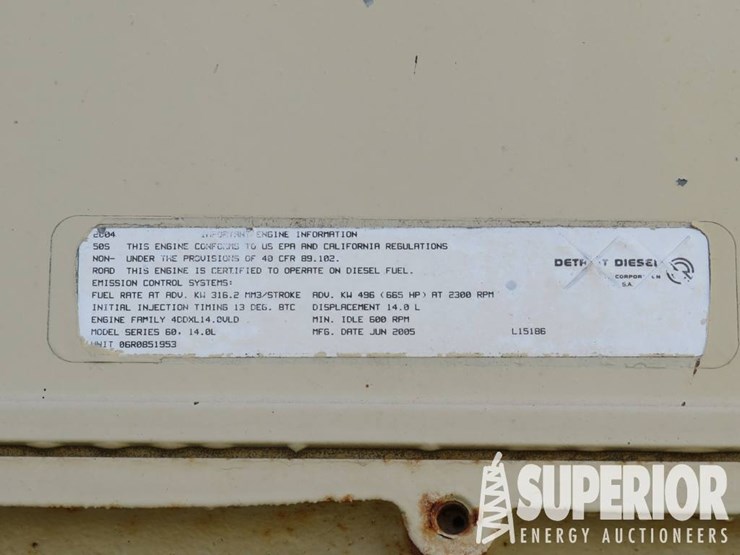 2004 IMPORTANT ENGINE INFORMATION
50S THIS ENGINE CONFORMS TO US EPA AND CALIFORNIA REGULATIONS
NON- UNDER THE PROVISIONS OF 40 CFR 89.102.
ROAD THIS ENGINE IS CERTIFIED TO OPERATE ON DIESEL FUEL.
EMISSION CONTROL SYSTEMS:
FUEL RATE AT ADV. KW 316.2 MM3/STROKE ADV. KW 496 (665 HP) AT 2300 RPM
INITIAL INJECTION TIMING 13 DEG. BTC DISPLACEMENT 14.0 L
ENGINE FAMILY 4DDXL14.0VLD MIN. IDLE 600 RPM
MODEL SERIES 60, 14.0L MFG. DATE JUN 2005 L15186
UNIT 06R0851953
DETROIT DIESEL
CORPORATION
USA
SUPERIOR
ENERGY AUCTIONEERS